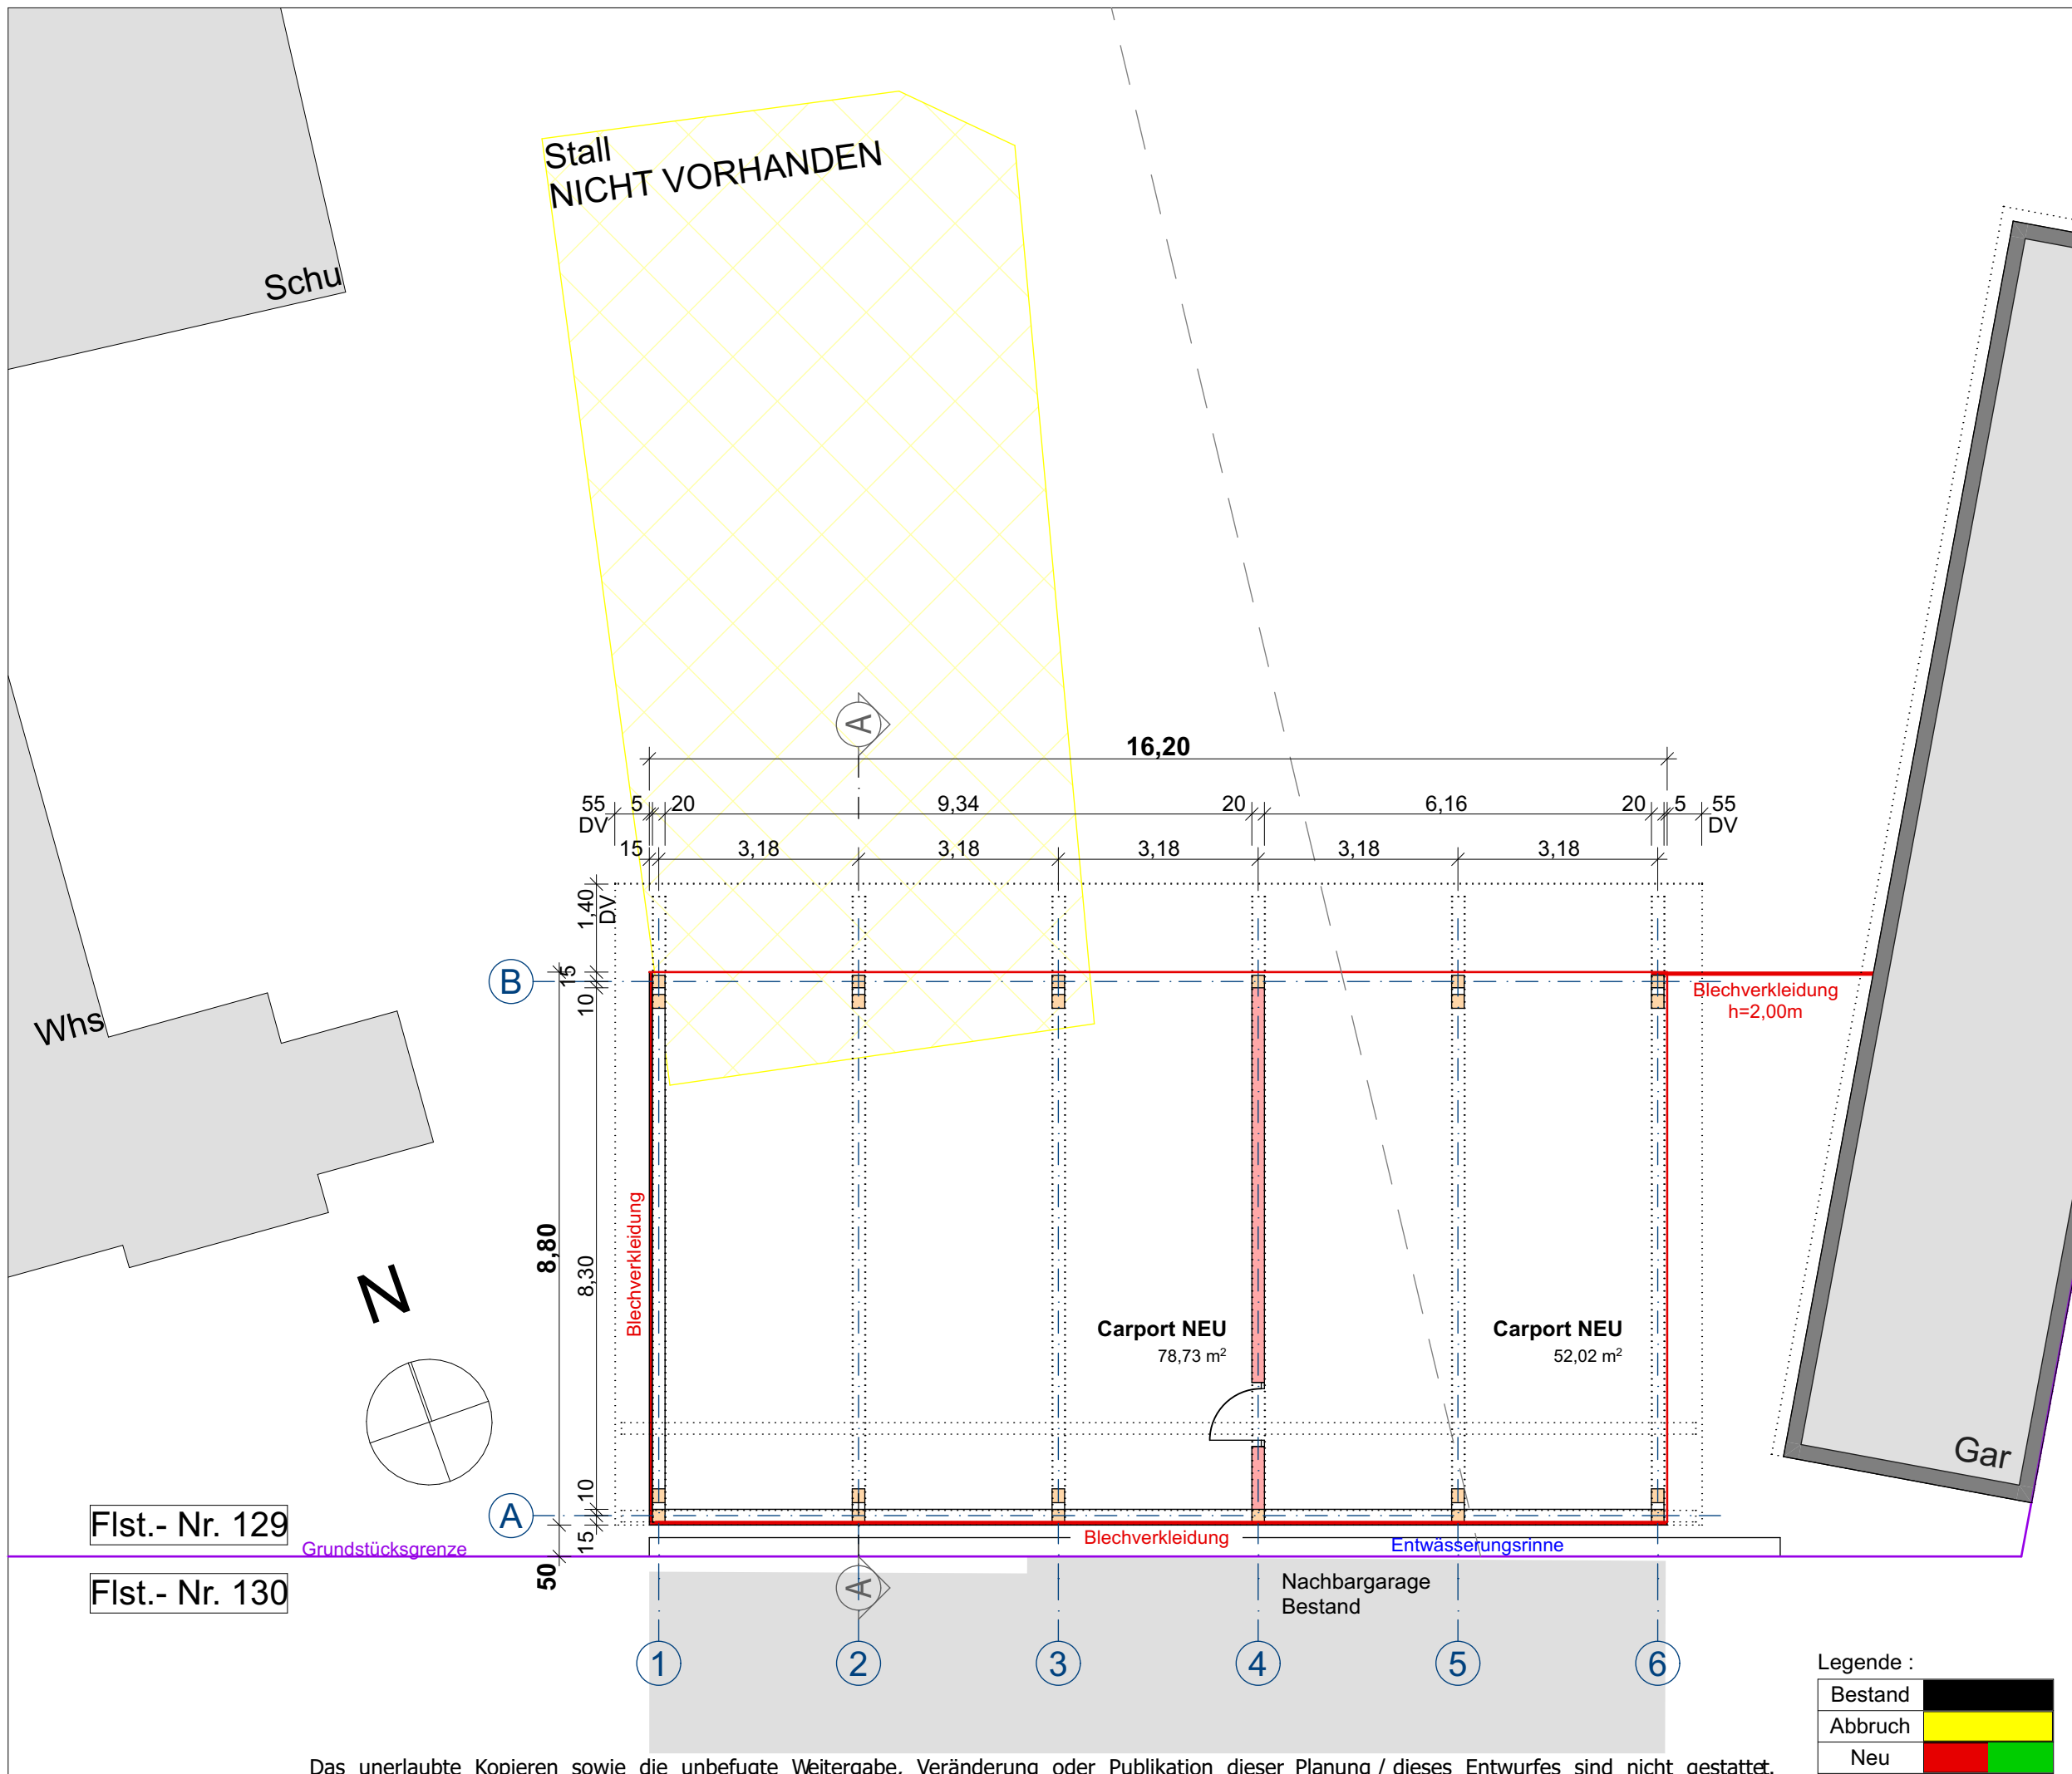 Stall
NICHT VORHANDEN
Schu
A
16,20
55 5 20 9,34 20 6,16 20 5 55
DV DV
15 3,18 3,18 3,18 3,18 3,18
1,40
DV
15
B
10
Blechverkleidung
h=2,00m
Whs
Blechverkleidung
8,80
8,30
N
Carport NEU
78,73 m²
Carport NEU
52,02 m²
Gar
10
A
15
Flst.- Nr. 129
Grundstücksgrenze
Blechverkleidung
Entwässerungsrinne
50
Flst.- Nr. 130
A
Nachbargarage
Bestand
1 2 3 4 5 6
Legende :
Bestand
Abbruch
Neu
Das unerlaubte Kopieren sowie die unbefugte Weitergabe, Veränderung oder Publikation dieser Planung / dieses Entwurfes sind nicht gestattet.